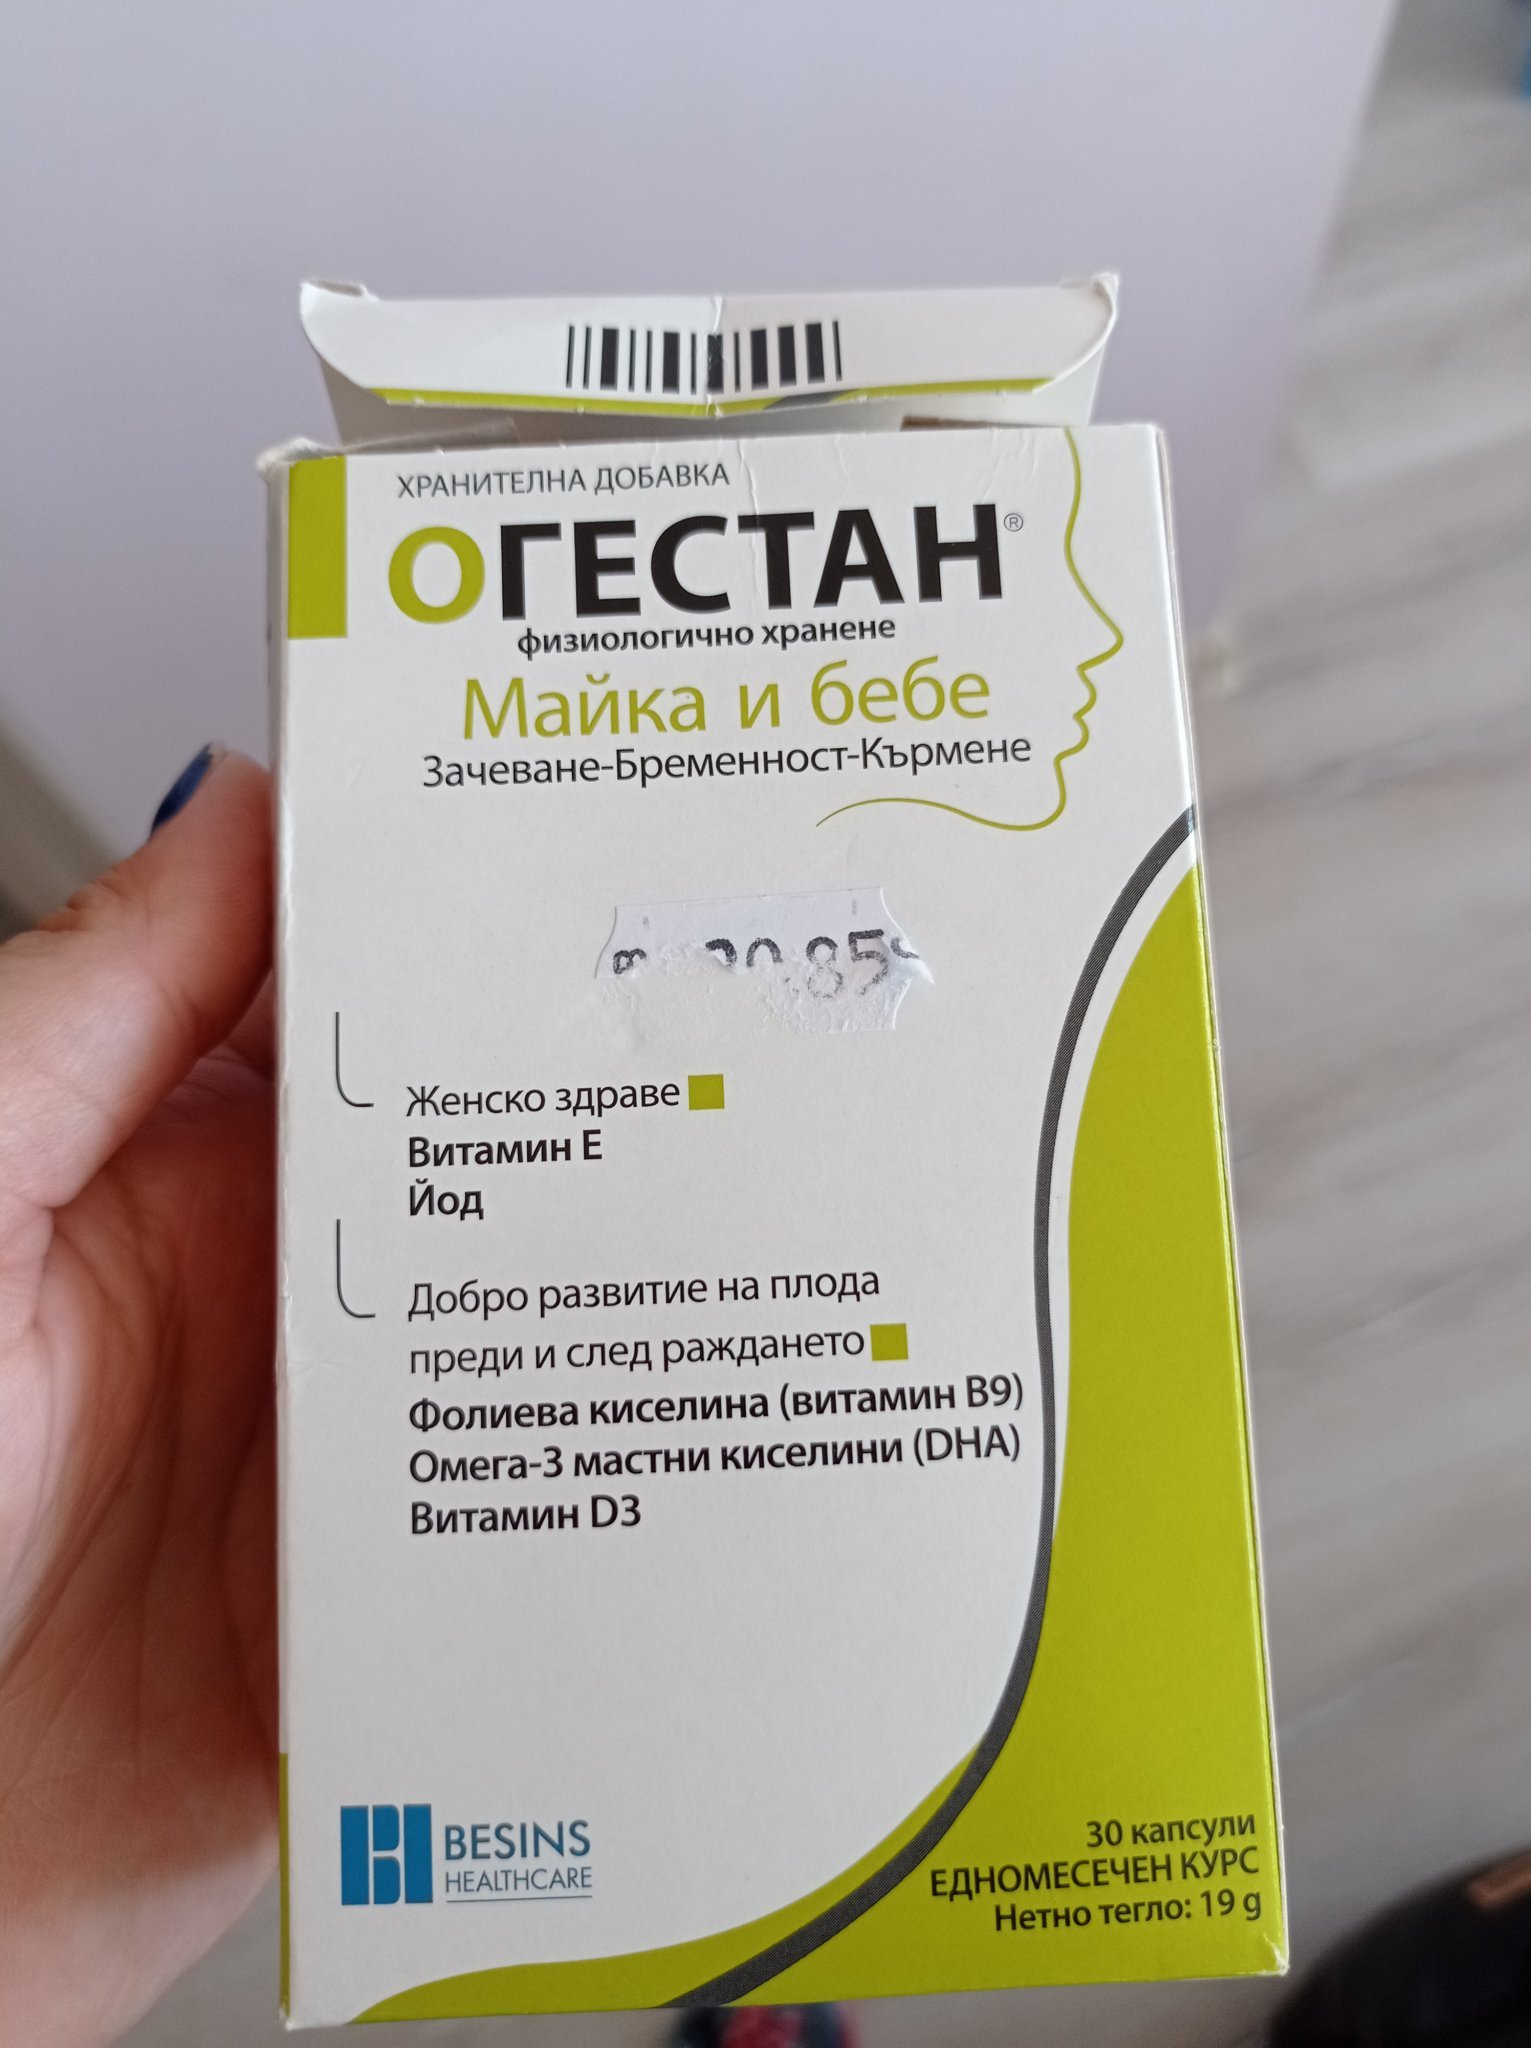 ХРАНИТЕЛНА ДОБАВКА
ОГЕСТАН®
физиологично хранене
Майка и бебе
Зачеване-Бременност-Кърмене
.85
Женско здраве
Витамин Е
Йод
Добро развитие на плода
преди и след раждането
Фолиева киселина (витамин В9)
Омега-3 мастни киселини (DHA)
Витамин D3
BESINS
HEALTHCARE
30 капсули
ЕДНОМЕСЕЧЕН КУРС
Нетно тегло: 19 g